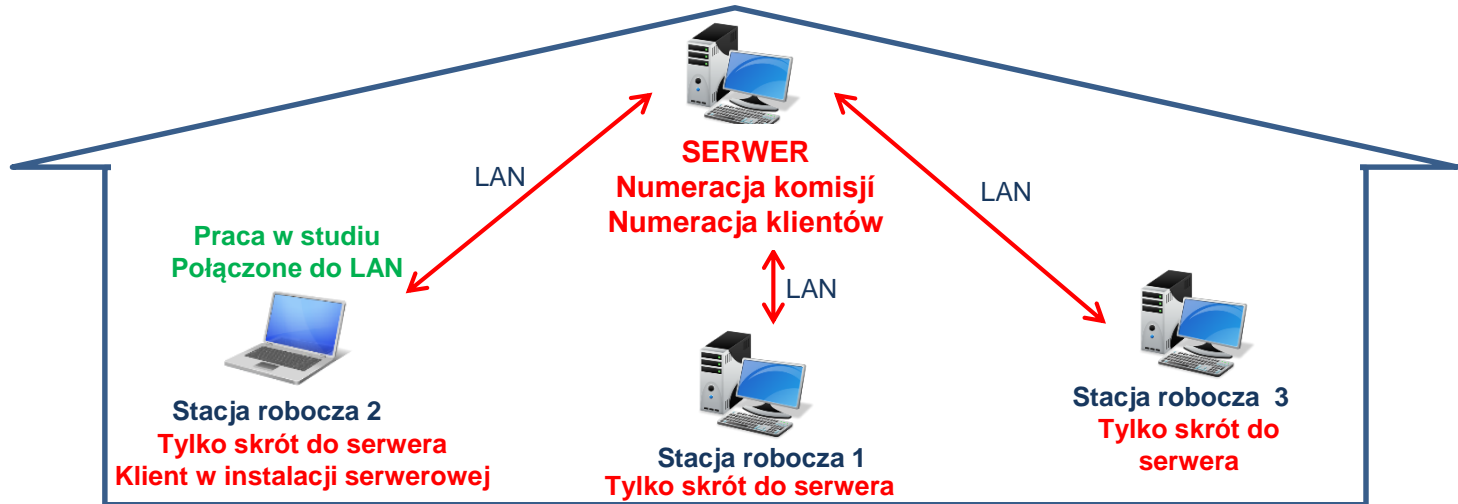 SERWER
Numeracja komisjí
Numeracja klientów
LAN
LAN
LAN
Praca w studiu
Połączone do LAN
Stacja robocza 2
Tylko skrót do serwera
Klient w instalacji serwerowej
Stacja robocza 1
Tylko skrót do serwera
Stacja robocza 3
Tylko skrót do
serwera